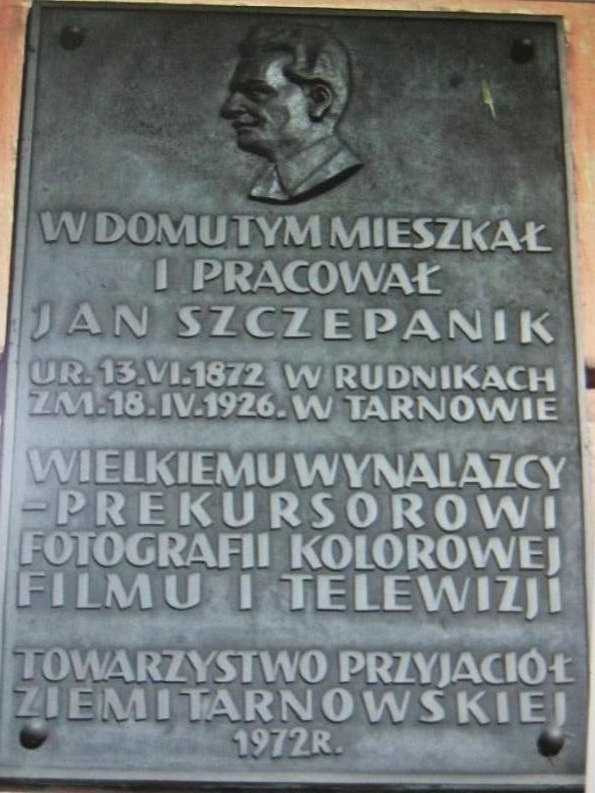 W DOMU TYM MIESZKAŁ
I PRACOWAŁ
JAN SZCZEPANIK
UR. 13.VI.1872 W RUDNIKACH
ZM.18.IV.1926. W TARNOWIE
WIELKIEMU WYNALAZCY
-PREKURSOROWI
FOTOGRAFII KOLOROWEJ
FILMU I TELEWIZJI
TOWARZYSTWO PRZYJACIÓŁ
ZIEMI TARNOWSKIEJ
1972R.